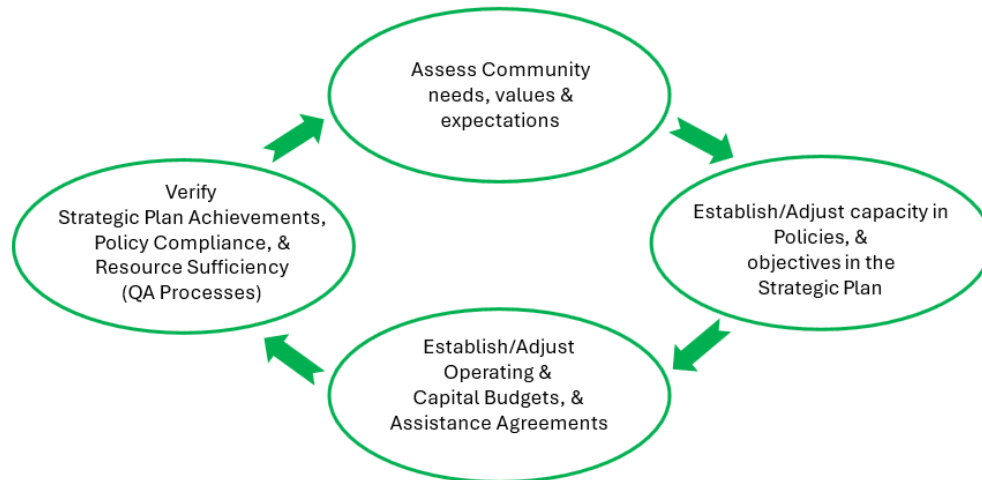 Assess Community
needs, values &
expectations
Establish/Adjust capacity in
Policies, &
objectives in the
Strategic Plan
Establish/Adjust
Operating &
Capital Budgets, &
Assistance Agreements
Verify
Strategic Plan Achievements,
Policy Compliance, &
Resource Sufficiency
(QA Processes)